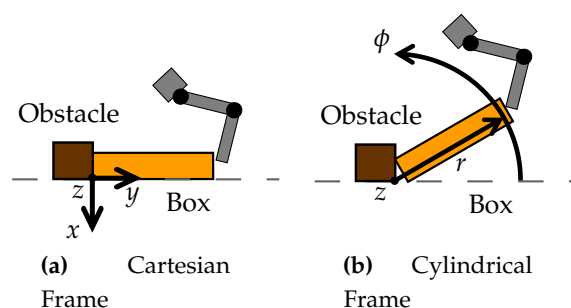 Obstacle
z
y
Box
x
(a) Cartesian
Frame
ϕ
Obstacle
z
r
Box
(b) Cylindrical
Frame